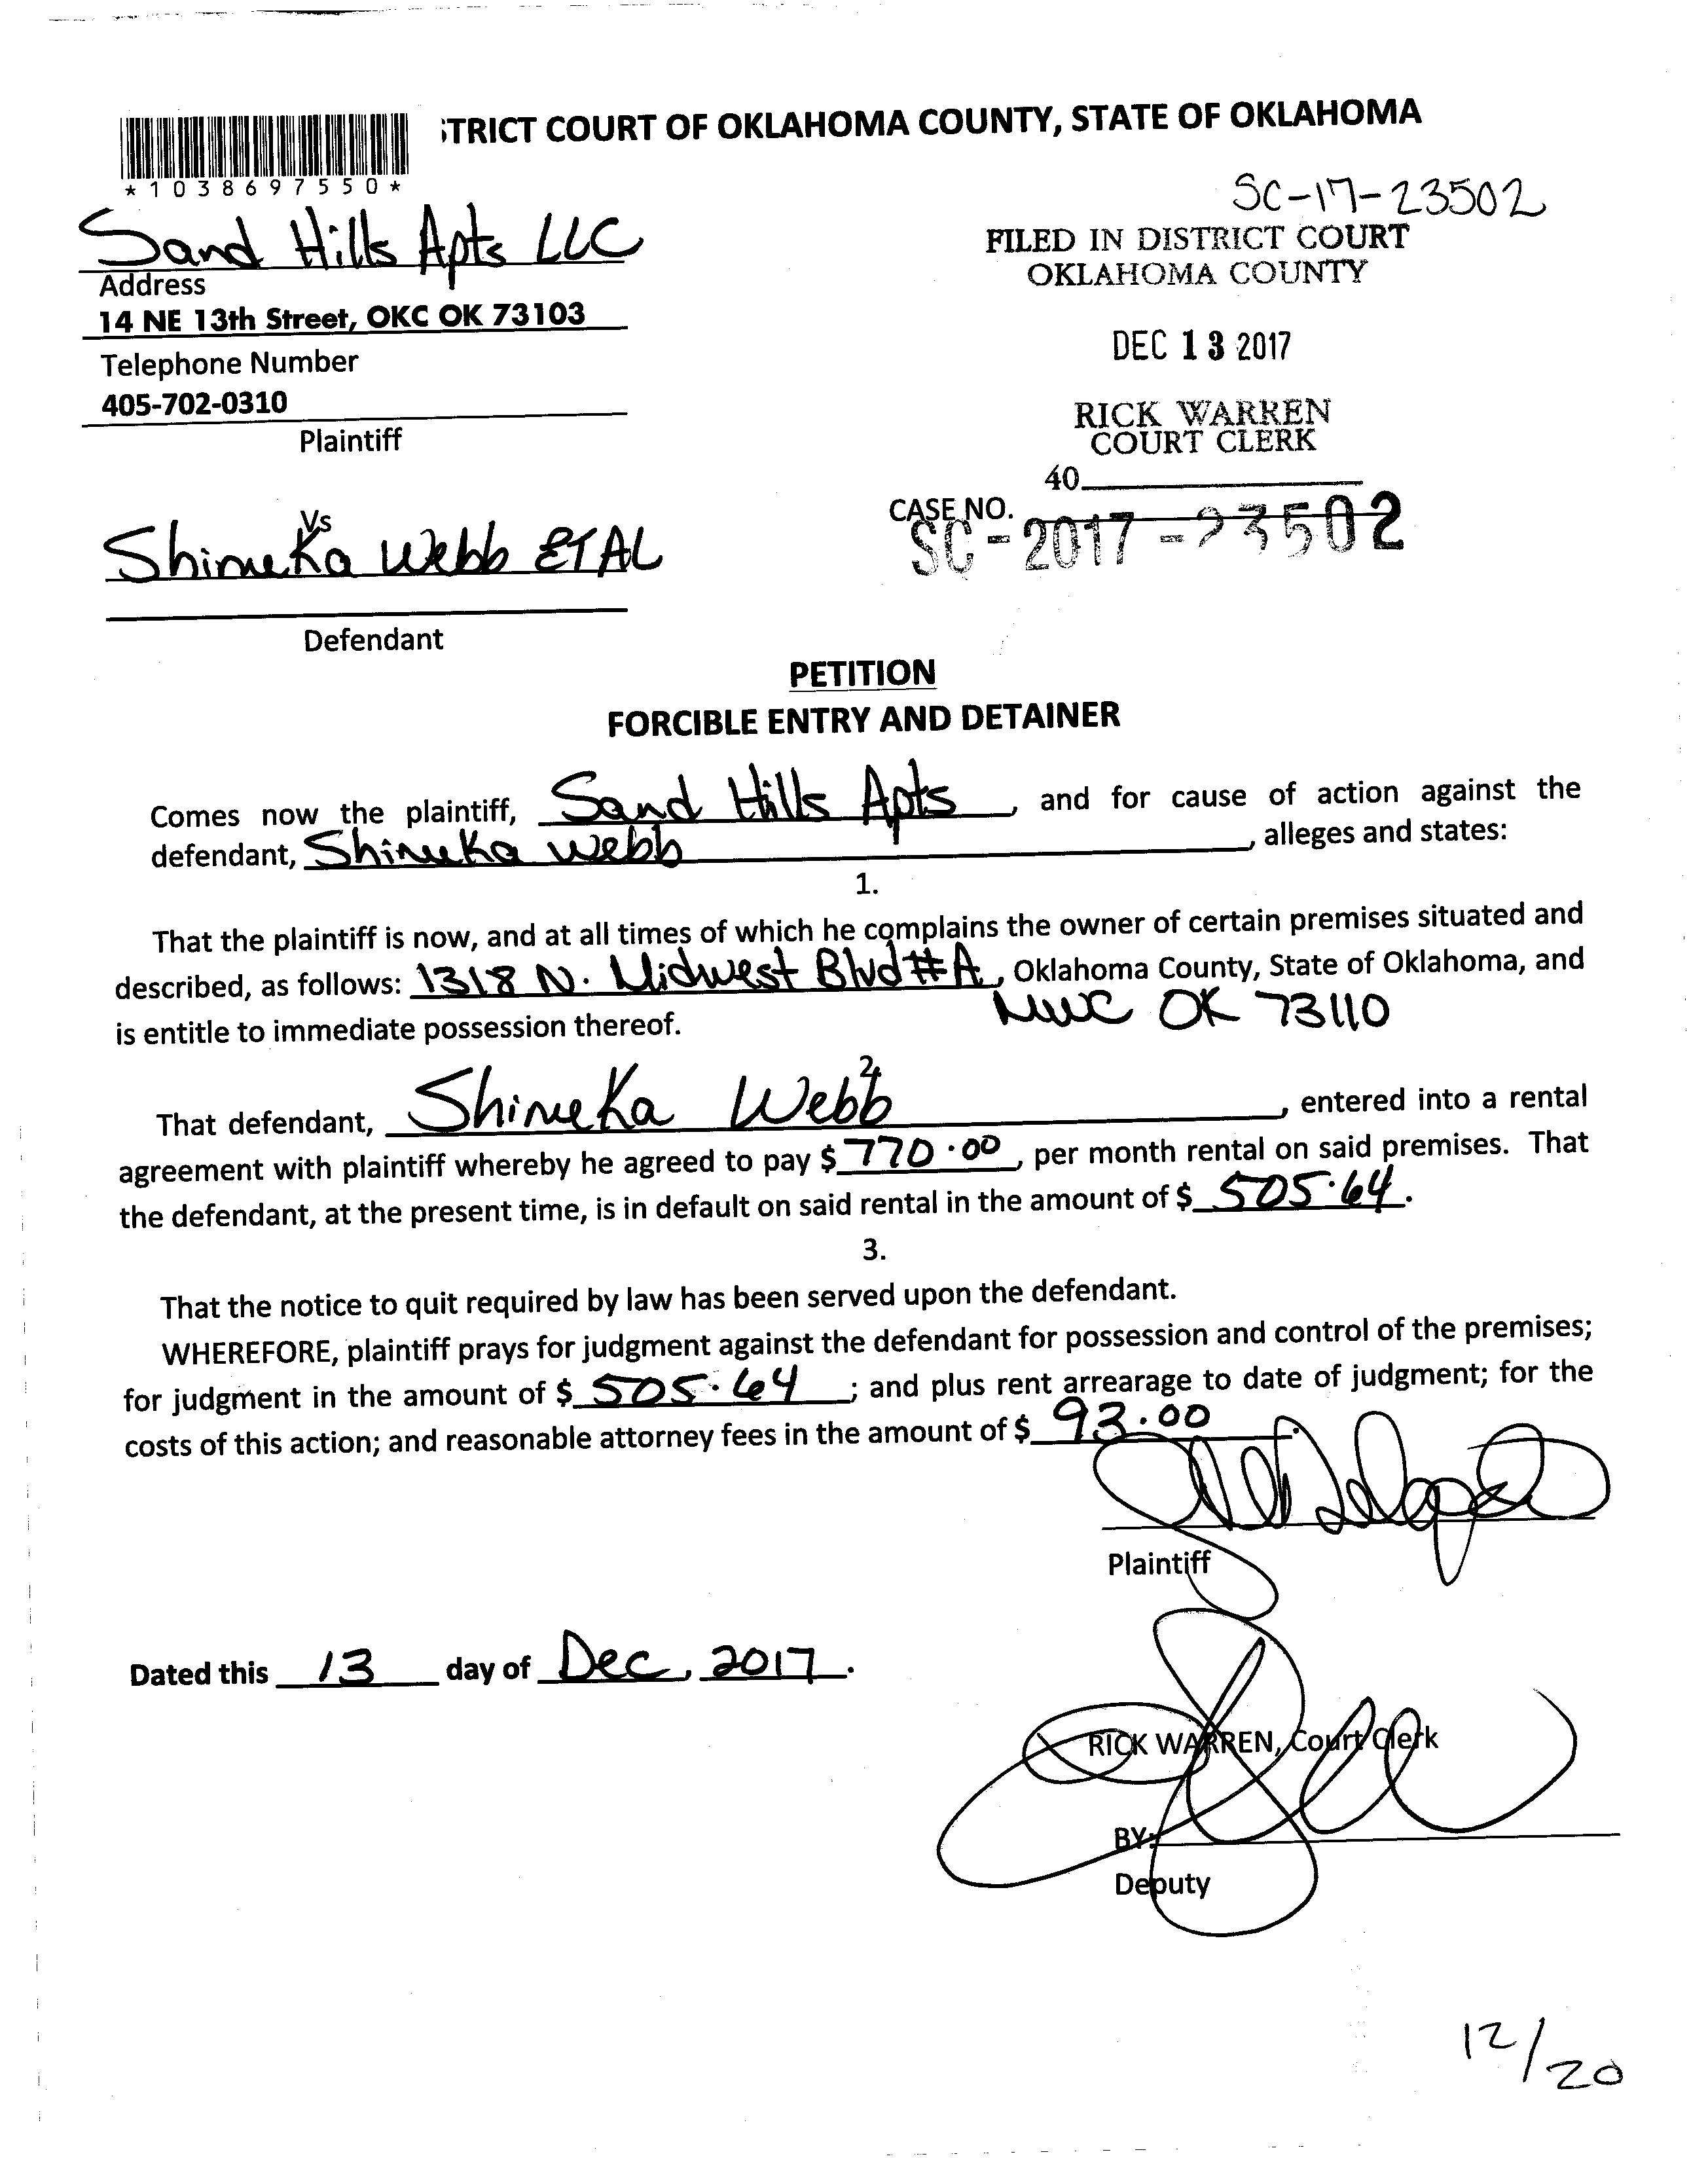 TRICT COURT OF OKLAHOMA COUNTY, STATE OF OKLAHOMA
*1038697550*
SC-17-23502
Sand Hills Apts LLC
FILED IN DISTRICT COURT
OKLAHOMA COUNTY
Address
14 NE 13th Street, OKC OK 73103
DEC 13 2017
Telephone Number
405-702-0310
RICK WARREN
COURT CLERK
Plaintiff
40
Vs
CASE NO.
SC-2017-23502
Shimeka Webb ET AL
Defendant
PETITION
FORCIBLE ENTRY AND DETAINER
Comes now the plaintiff, Sand Hills Apts, and for cause of action against the
defendant, Shimeka Webb, alleges and states:
1.
That the plaintiff is now, and at all times of which he complains the owner of certain premises situated and
described, as follows: 1318 N. Midwest Blvd #A, Oklahoma County, State of Oklahoma, and
MWC OK 73110
is entitle to immediate possession thereof.
2.
That defendant, Shimeka Webb, entered into a rental
agreement with plaintiff whereby he agreed to pay $ 770.00, per month rental on said premises. That
the defendant, at the present time, is in default on said rental in the amount of $ 505.64.
3.
That the notice to quit required by law has been served upon the defendant.
WHEREFORE, plaintiff prays for judgment against the defendant for possession and control of the premises;
for judgment in the amount of $ 505.64; and plus rent arrearage to date of judgment; for the
costs of this action; and reasonable attorney fees in the amount of $ 93.00.
Plaintiff
Dated this 13 day of Dec, 2017.
RICK WARREN, Court Clerk
BY:
Deputy
12/20